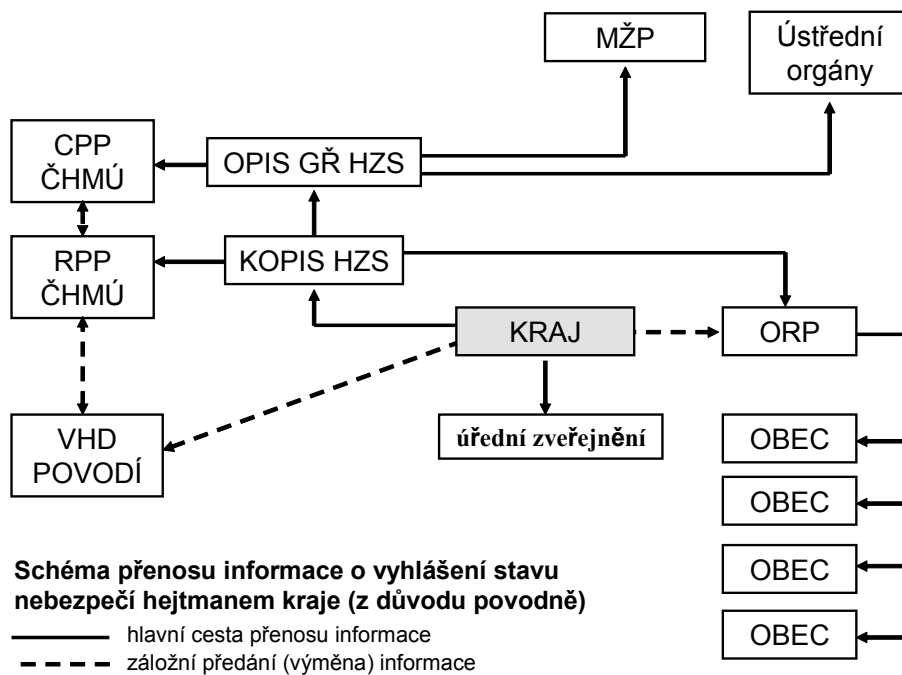 MŽP
Ústřední
orgány
CPP
ČHMÚ
OPIS GŘ HZS
RPP
ČHMÚ
KOPIS HZS
KRAJ
ORP
VHD
POVODÍ
úřední zveřejnění
OBEC
OBEC
OBEC
OBEC
Schéma přenosu informace o vyhlášení stavu
nebezpečí hejtmanem kraje (z důvodu povodně)
hlavní cesta přenosu informace
záložní předání (výměna) informace